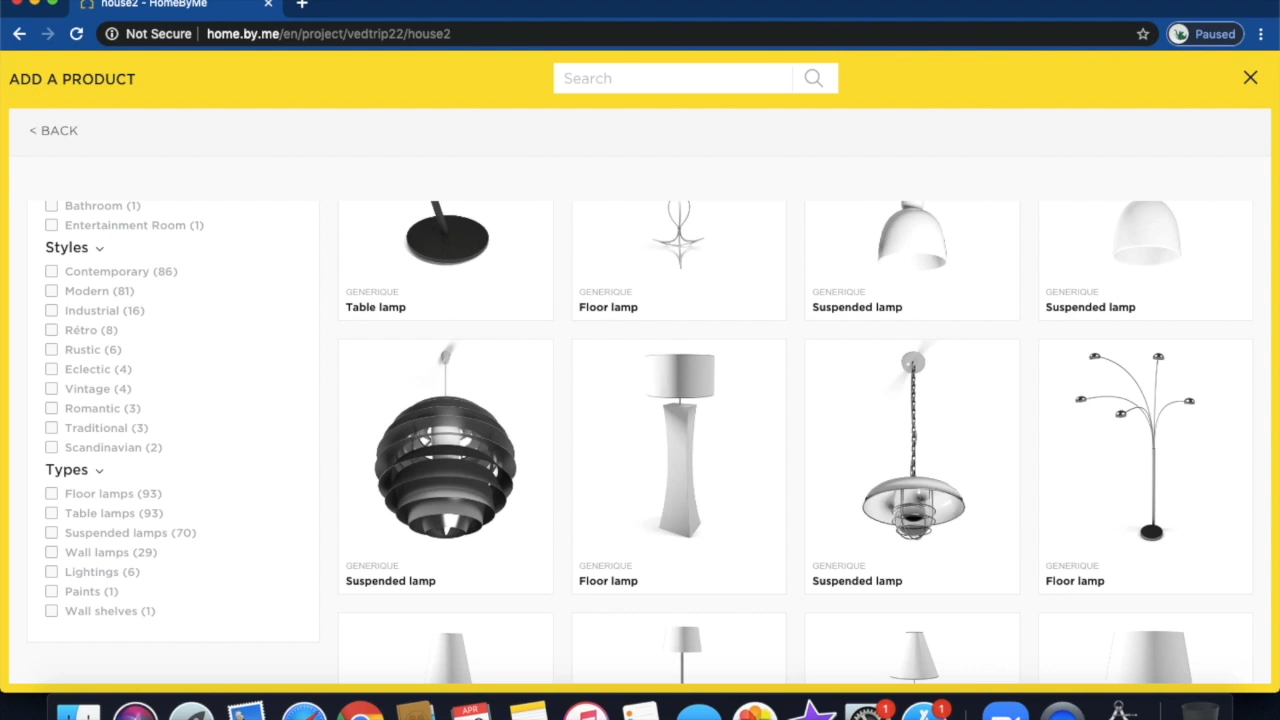 house2 - HomeByMe
Not Secure | home.by.me/en/project/vedtrip22/house2
Paused
ADD A PRODUCT
Search
< BACK
Bathroom (1)
Entertainment Room (1)
Styles
Contemporary (86)
Modern (81)
Industrial (16)
Rétro (8)
Rustic (6)
Eclectic (4)
Vintage (4)
Romantic (3)
Traditional (3)
Scandinavian (2)
Types
Floor lamps (93)
Table lamps (93)
Suspended lamps (70)
Wall lamps (29)
Lightings (6)
Paints (1)
Wall shelves (1)
GENERIQUE
Table lamp
GENERIQUE
Floor lamp
GENERIQUE
Suspended lamp
GENERIQUE
Suspended lamp
GENERIQUE
Suspended lamp
GENERIQUE
Floor lamp
GENERIQUE
Suspended lamp
GENERIQUE
Floor lamp
APR
1
1